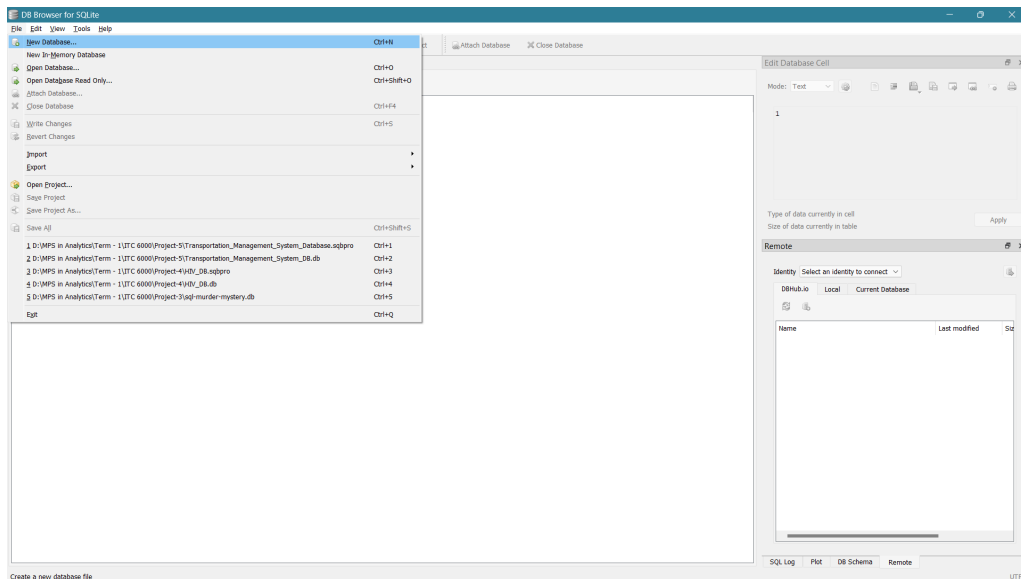 DB Browser for SQLite
File Edit View Tools Help
New Database... Ctrl+N
Attach Database Close Database
New In-Memory Database
Open Database... Ctrl+O
Open Database Read Only... Ctrl+Shift+O
Attach Database...
Close Database Ctrl+F4
Write Changes Ctrl+S
Revert Changes
Import
Export
Open Project...
Save Project
Save Project As...
Save All Ctrl+Shift+S
1 D:\MPS in Analytics\Term - 1\ITC 6000\Project-5\Transportation_Management_System_Database.sqbpro Ctrl+1
2 D:\MPS in Analytics\Term - 1\ITC 6000\Project-5\Transportation_Management_System_DB.db Ctrl+2
3 D:\MPS in Analytics\Term - 1\ITC 6000\Project-4\HIV_DB.sqbpro Ctrl+3
4 D:\MPS in Analytics\Term - 1\ITC 6000\Project-4\HIV_DB.db Ctrl+4
5 D:\MPS in Analytics\Term - 1\ITC 6000\Project-3\sql-murder-mystery.db Ctrl+5
Exit Ctrl+Q
Edit Database Cell
Mode: Text
1
Type of data currently in cell
Size of data currently in table
Apply
Remote
Identity Select an identity to connect
DBHub.io Local Current Database
Name Last modified Siz
SQL Log Plot DB Schema Remote
Create a new database file UTF